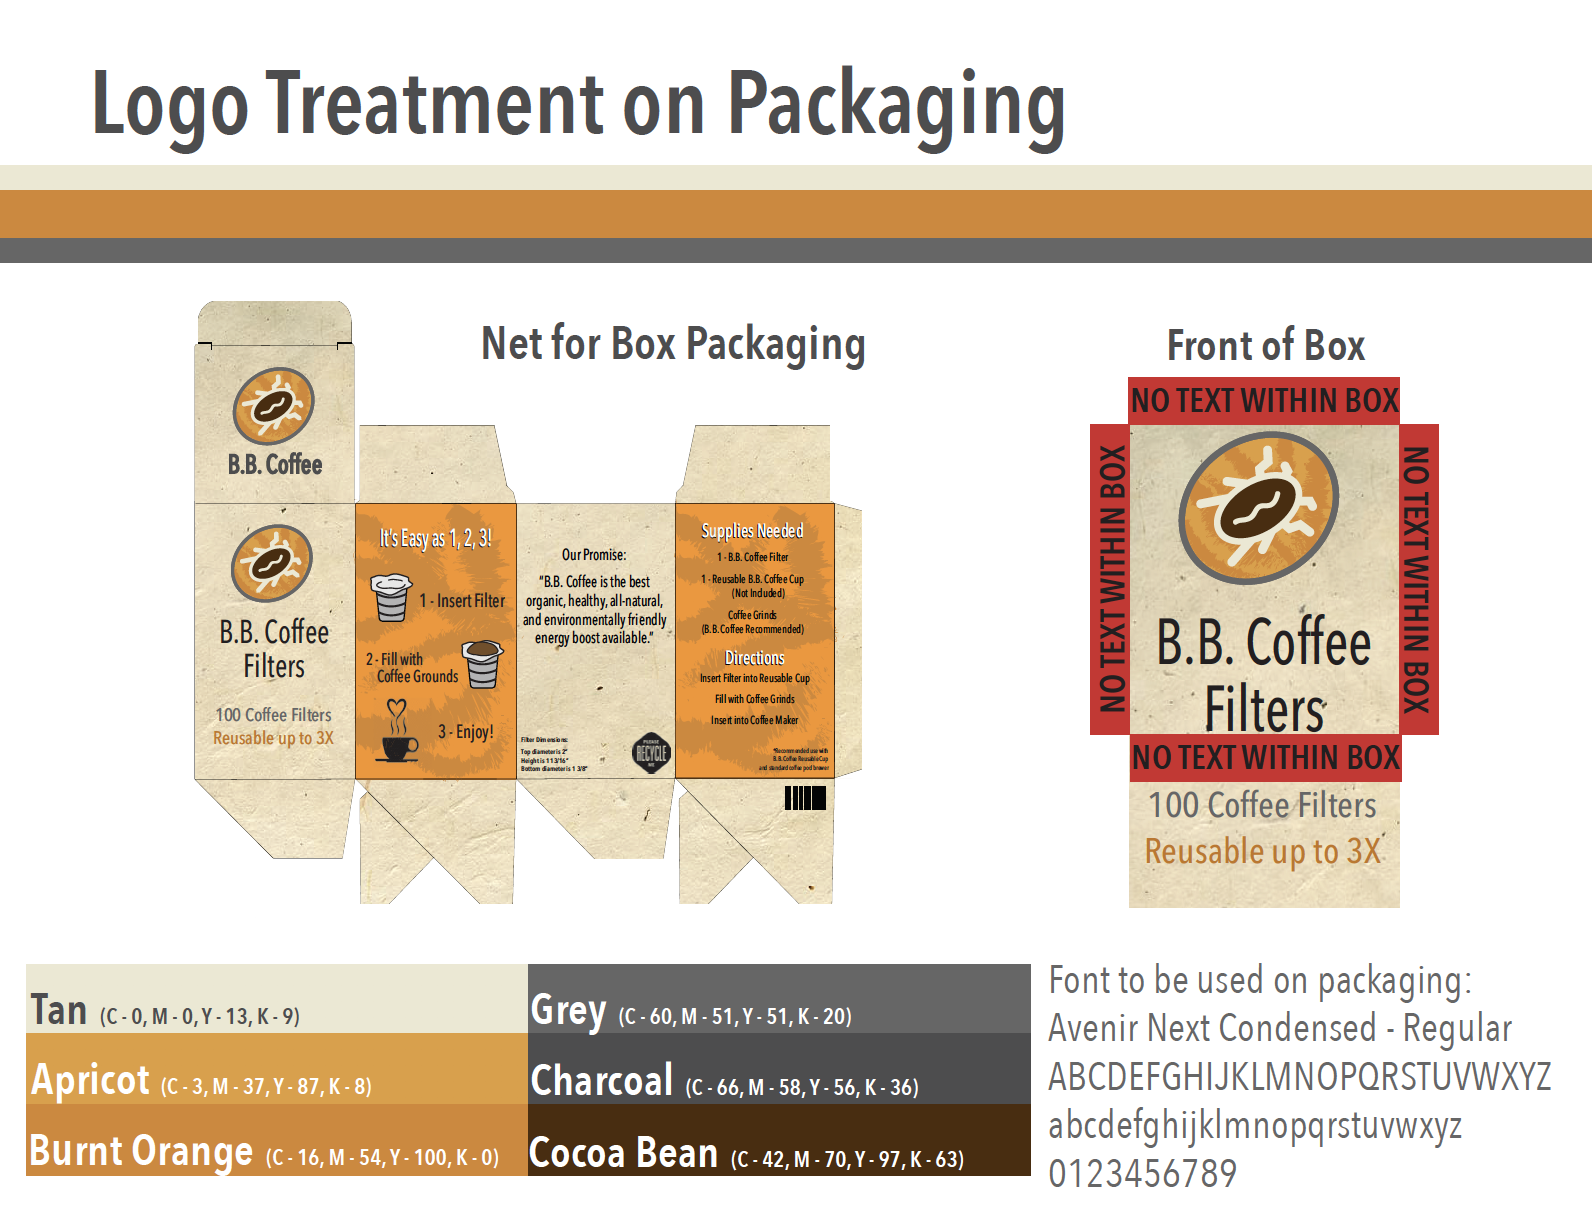 Logo Treatment on Packaging
Net for Box Packaging
B.B. Coffee
B.B. Coffee
Filters
100 Coffee Filters
Reusable up to 3X
It's Easy as 1, 2, 3!
1 - Insert Filter
2 - Fill with
Coffee Grounds
3 - Enjoy!
Our Promise:
“B.B. Coffee is the best
organic, healthy, all-natural,
and environmentally friendly
energy boost available.”
Filter Dimensions:
Top diameter is 2"
Height is 1 13/16"
Bottom diameter is 1 3/8"
PLEASE
RECYCLE
ME
Supplies Needed
1 - B.B. Coffee Filter
1 - Reusable B.B. Coffee Cup
(Not Included)
Coffee Grinds
(B.B. Coffee Recommended)
Directions
Insert Filter into Reusable Cup
Fill with Coffee Grinds
Insert into Coffee Maker
*Recommended use with
B.B. Coffee Reusable Cup
and standard coffee pod brewer
Front of Box
NO TEXT WITHIN BOX
NO TEXT WITHIN BOX
NO TEXT WITHIN BOX
B.B. Coffee
Filters
NO TEXT WITHIN BOX
100 Coffee Filters
Reusable up to 3X
Tan (C - 0, M - 0, Y - 13, K - 9)
Apricot (C - 3, M - 37, Y - 87, K - 8)
Burnt Orange (C - 16, M - 54, Y - 100, K - 0)
Grey (C - 60, M - 51, Y - 51, K - 20)
Charcoal (C - 66, M - 58, Y - 56, K - 36)
Cocoa Bean (C - 42, M - 70, Y - 97, K - 63)
Font to be used on packaging:
Avenir Next Condensed - Regular
ABCDEFGHIJKLMNOPQRSTUVWXYZ
abcdefghijklmnopqrstuvwxyz
0123456789